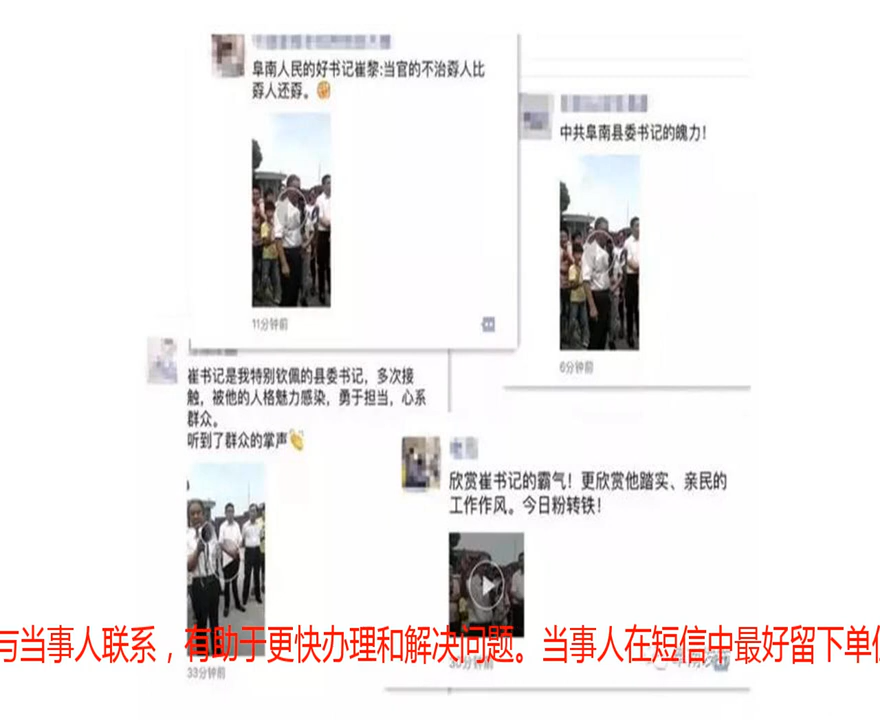 阜南人民的好书记崔黎:当官的不治孬人比
孬人还孬。
11分钟前
中共阜南县委书记的魄力!
6分钟前
崔书记是我特别钦佩的县委书记，多次接
触，被他的人格魅力感染，勇于担当，心系
群众。
听到了群众的掌声
33分钟前
欣赏崔书记的霸气！更欣赏他踏实、亲民的
工作作风。今日粉转铁！
30分钟前
与当事人联系，有助于更快办理和解决问题。当事人在短信中最好留下单